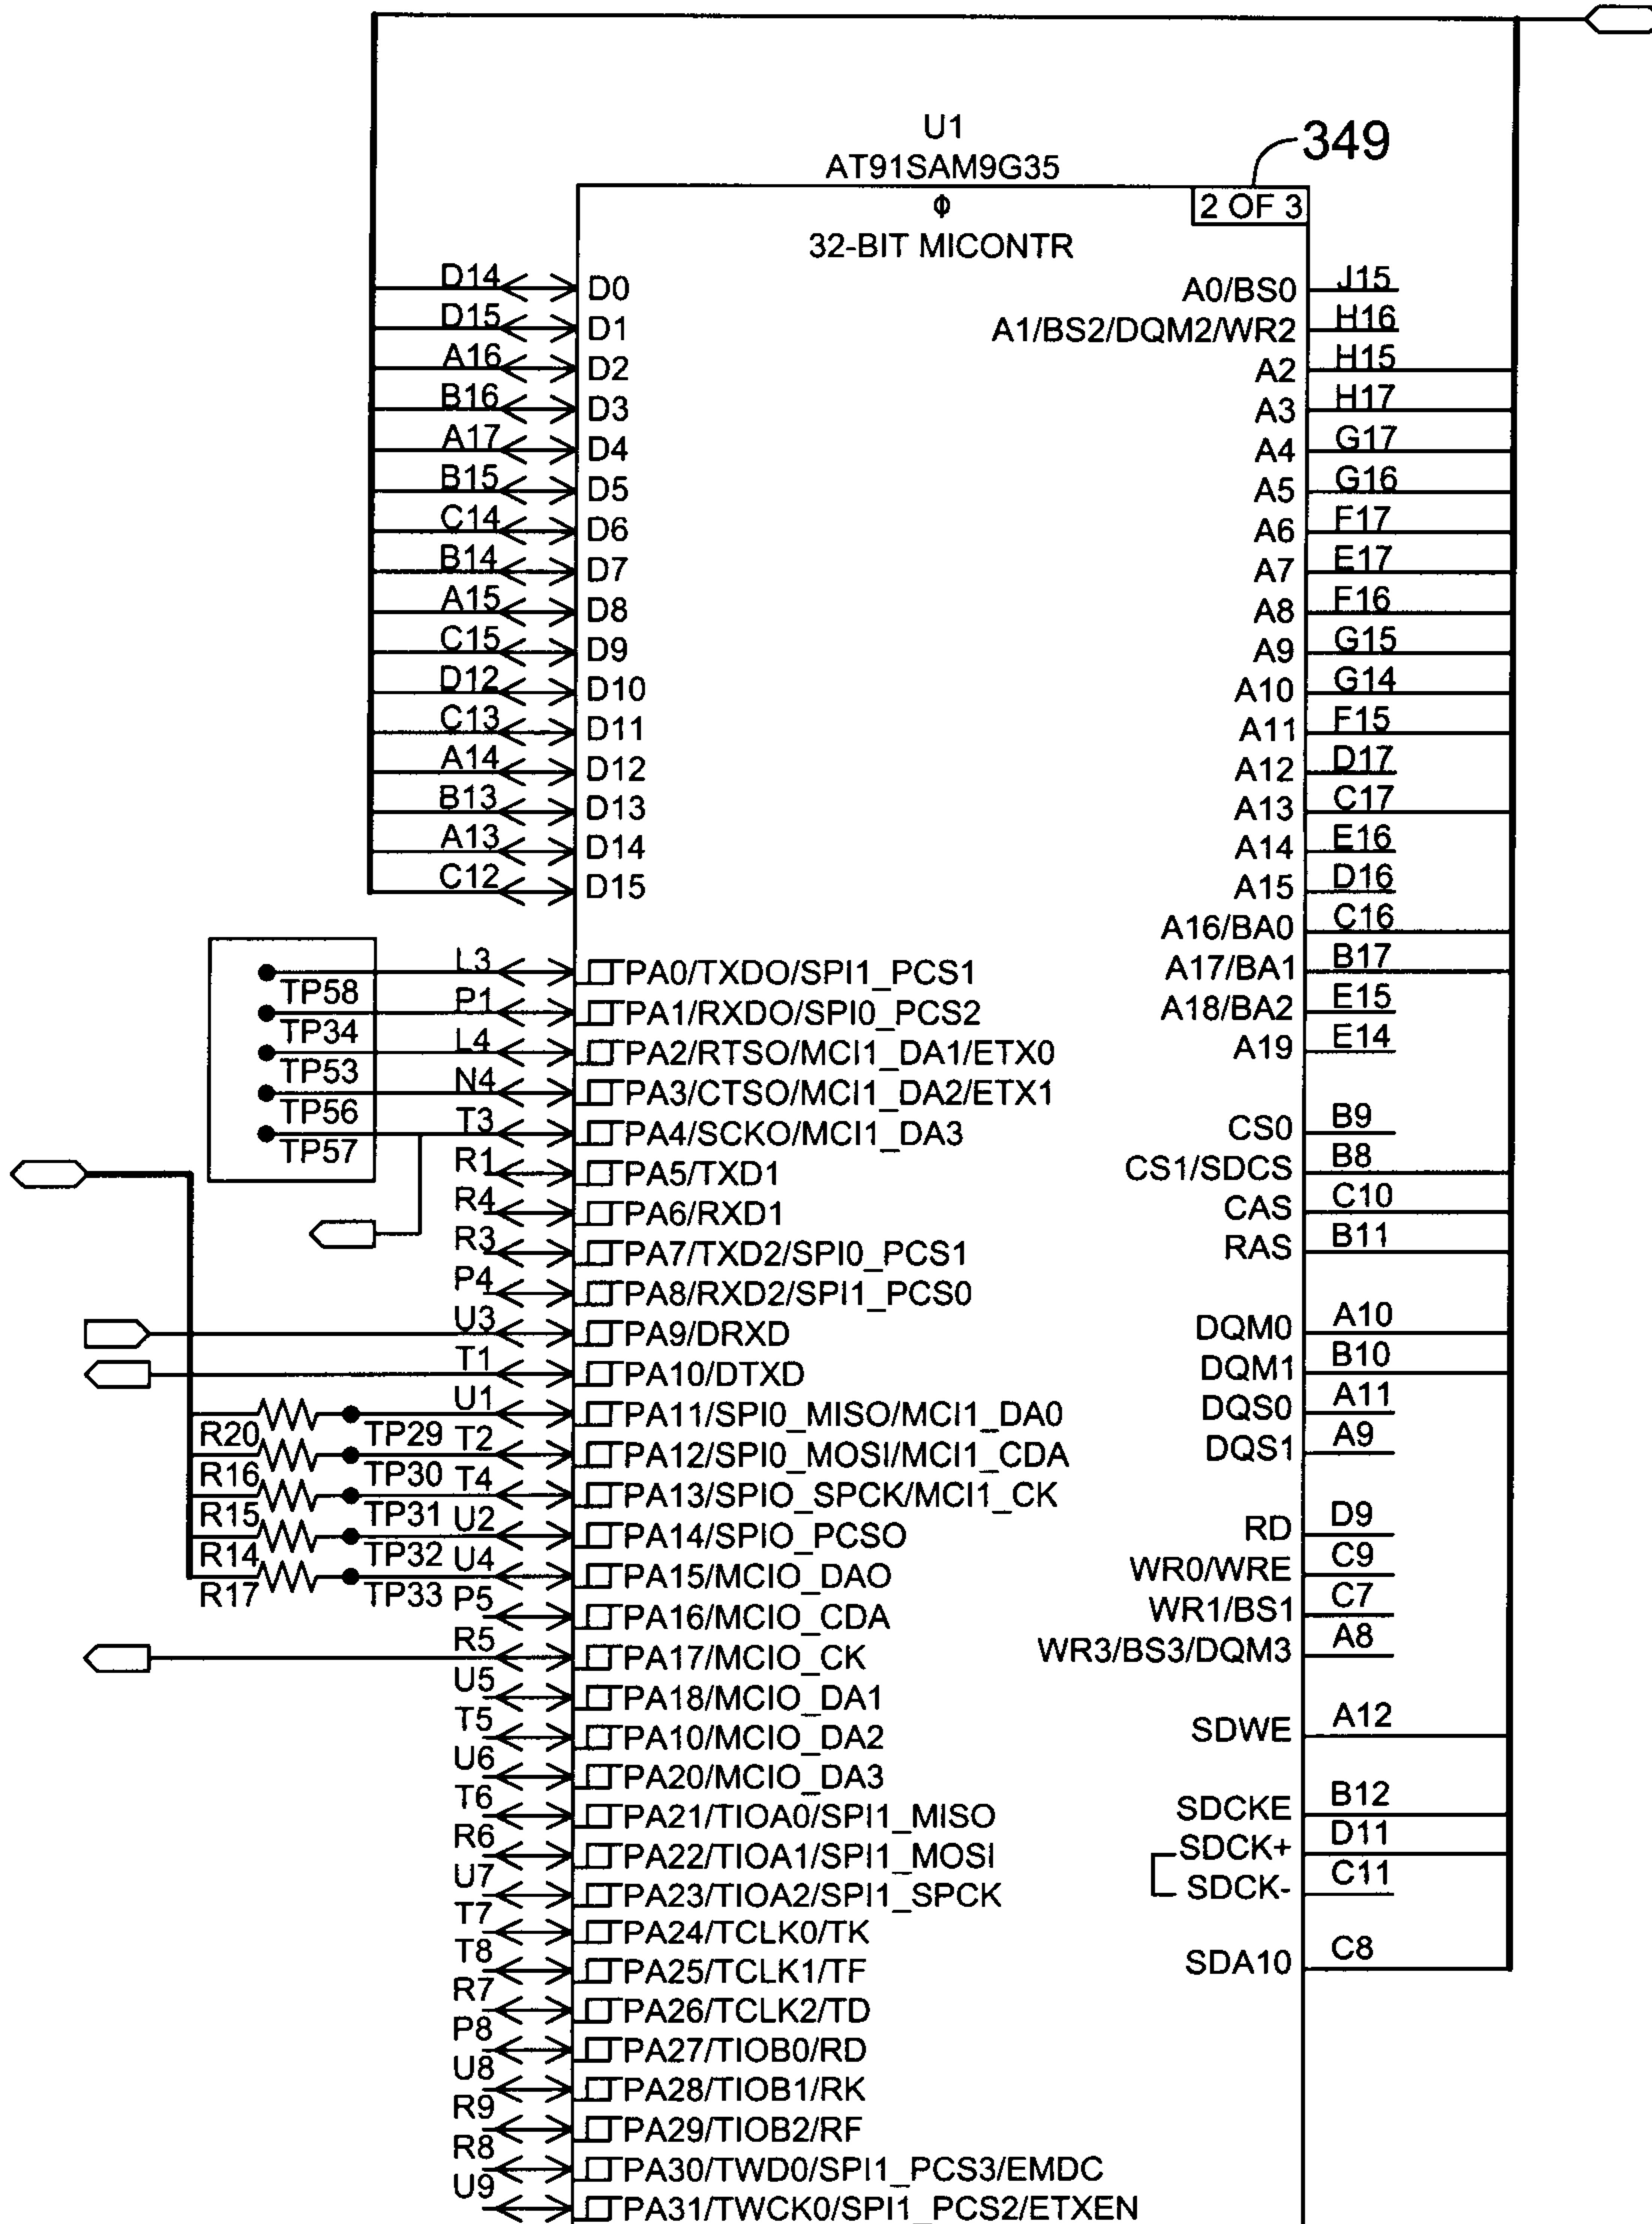 349
U1
AT91SAM9G35
Φ
2 OF 3
32-BIT MICONTR
D14 D0
D15 D1
A16 D2
B16 D3
A17 D4
B15 D5
C14 D6
B14 D7
A15 D8
C15 D9
D12 D10
C13 D11
A14 D12
B13 D13
A13 D14
C12 D15
L3 PA0/TXDO/SPI1_PCS1
TP58
P1 PA1/RXDO/SPI0_PCS2
TP34
L4 PA2/RTSO/MCI1_DA1/ETX0
TP53
N4 PA3/CTSO/MCI1_DA2/ETX1
TP56
T3 PA4/SCKO/MCI1_DA3
TP57
R1 PA5/TXD1
R4 PA6/RXD1
R3 PA7/TXD2/SPI0_PCS1
P4 PA8/RXD2/SPI1_PCS0
U3 PA9/DRXD
T1 PA10/DTXD
U1 PA11/SPI0_MISO/MCI1_DA0
R20 TP29
T2 PA12/SPI0_MOSI/MCI1_CDA
R16 TP30
T4 PA13/SPIO_SPCK/MCI1_CK
R15 TP31
U2 PA14/SPIO_PCSO
R14 TP32
U4 PA15/MCIO_DAO
R17 TP33
P5 PA16/MCIO_CDA
R5 PA17/MCIO_CK
U5 PA18/MCIO_DA1
T5 PA10/MCIO_DA2
U6 PA20/MCIO_DA3
T6 PA21/TIOA0/SPI1_MISO
R6 PA22/TIOA1/SPI1_MOSI
U7 PA23/TIOA2/SPI1_SPCK
T7 PA24/TCLK0/TK
T8 PA25/TCLK1/TF
R7 PA26/TCLK2/TD
P8 PA27/TIOB0/RD
U8 PA28/TIOB1/RK
R9 PA29/TIOB2/RF
R8 PA30/TWD0/SPI1_PCS3/EMDC
U9 PA31/TWCK0/SPI1_PCS2/ETXEN
A0/BS0 J15
A1/BS2/DQM2/WR2 H16
A2 H15
A3 H17
A4 G17
A5 G16
A6 F17
A7 E17
A8 F16
A9 G15
A10 G14
A11 F15
A12 D17
A13 C17
A14 E16
A15 D16
A16/BA0 C16
A17/BA1 B17
A18/BA2 E15
A19 E14
CS0 B9
CS1/SDCS B8
CAS C10
RAS B11
DQM0 A10
DQM1 B10
DQS0 A11
DQS1 A9
RD D9
WR0/WRE C9
WR1/BS1 C7
WR3/BS3/DQM3 A8
SDWE A12
SDCKE B12
SDCK+ D11
SDCK- C11
SDA10 C8